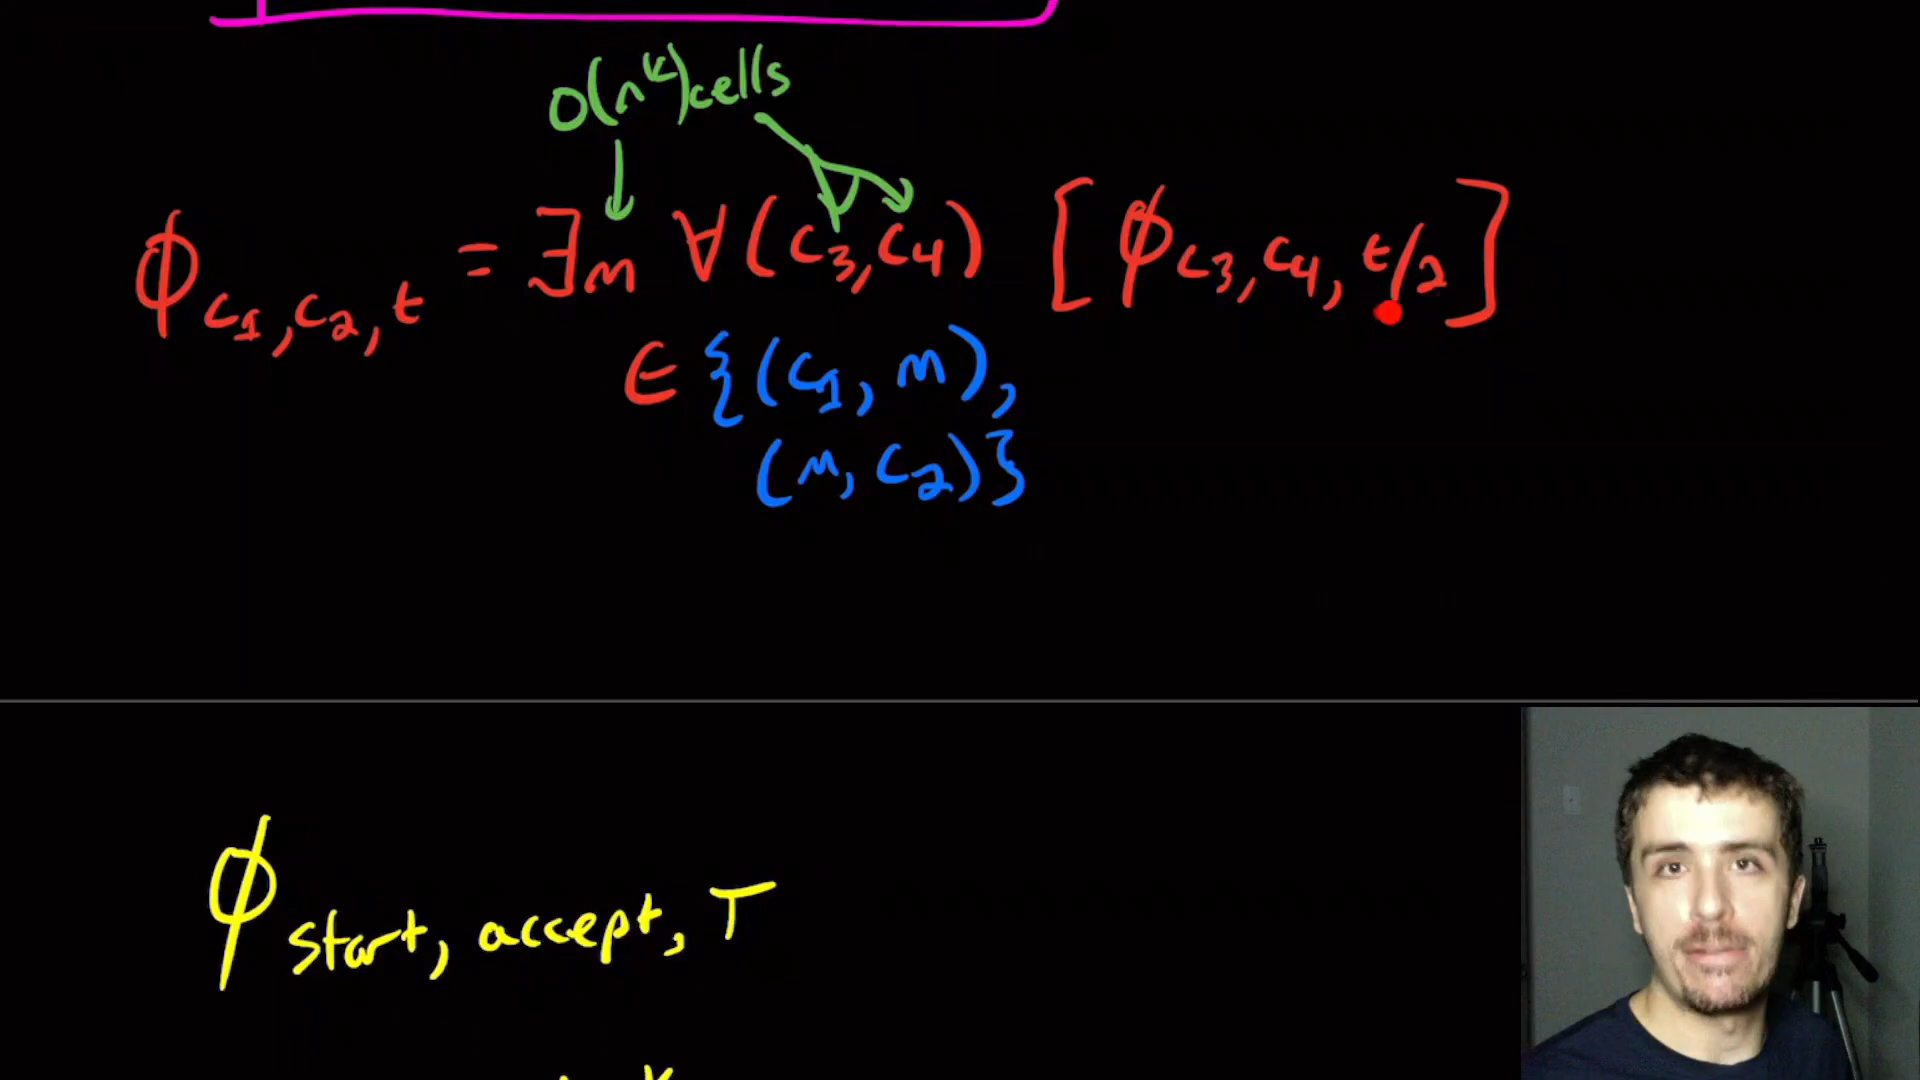 O(n^k) cells
ϕ_{c₁,c₂,t} = ∃m ∀(c₃,c₄) [ϕ_{c₃,c₄,t/2}]
∈ {(c₁, m),
(m, c₂)}
ϕ_{start, accept, T}